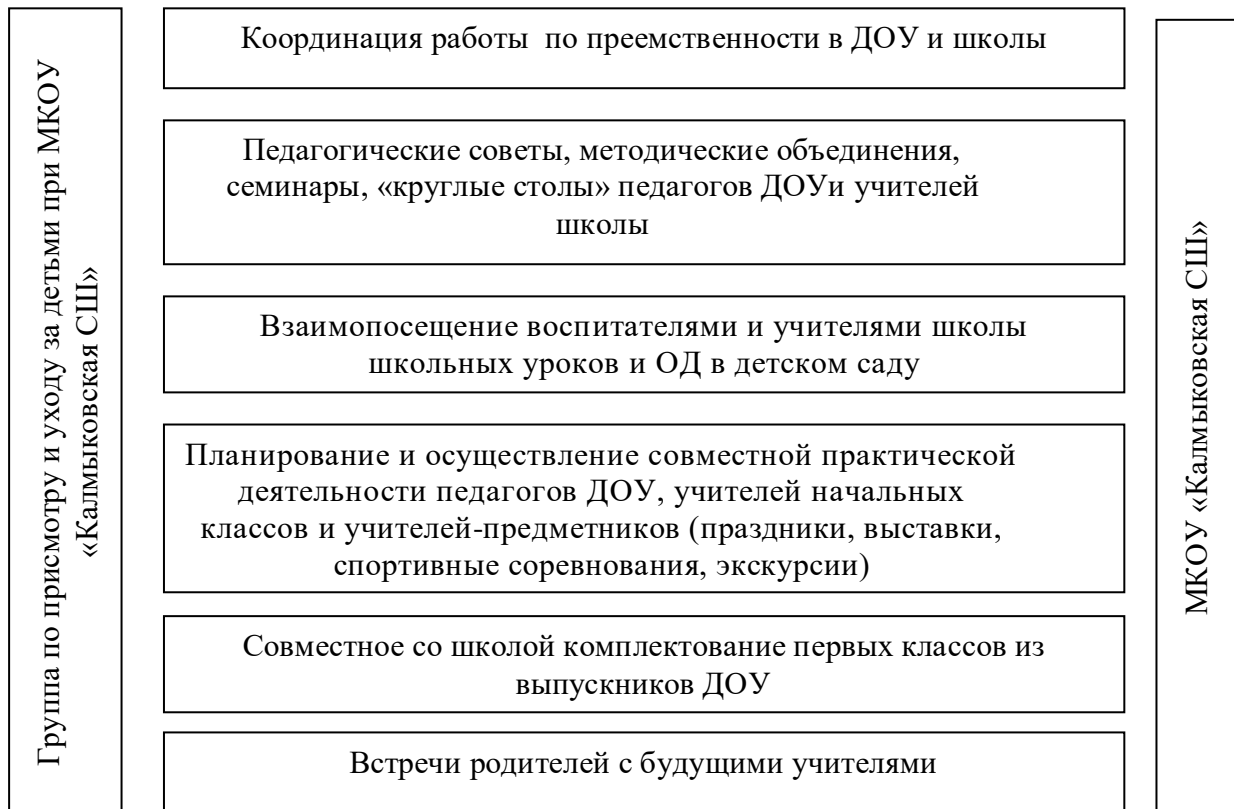 Группа по присмотру и уходу за детьми при МКОУ
«Калмыковская СШ»
Координация работы по преемственности в ДОУ и школы
Педагогические советы, методические объединения,
семинары, «круглые столы» педагогов ДОУи учителей
школы
Взаимопосещение воспитателями и учителями школы
школьных уроков и ОД в детском саду
Планирование и осуществление совместной практической
деятельности педагогов ДОУ, учителей начальных
классов и учителей-предметников (праздники, выставки,
спортивные соревнования, экскурсии)
Совместное со школой комплектование первых классов из
выпускников ДОУ
Встречи родителей с будущими учителями
МКОУ «Калмыковская СШ»